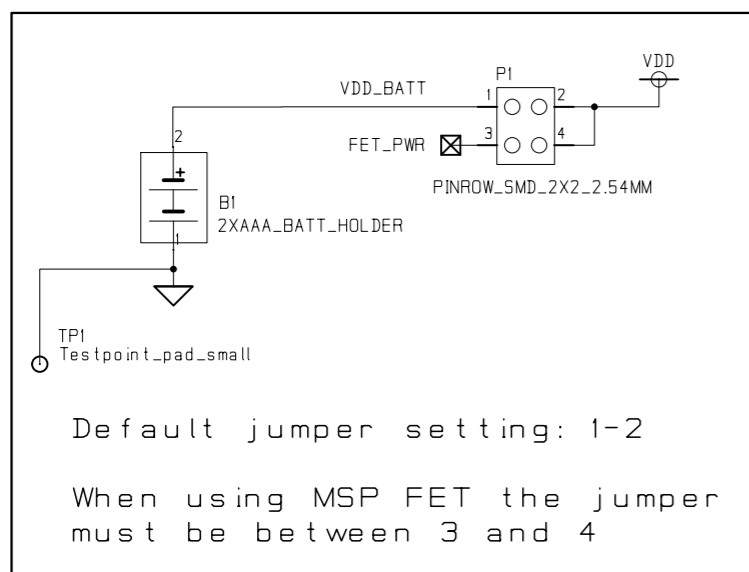 VDD
P1
VDD_BATT
1
2
FET_PWR
3
4
PINROW_SMD_2X2_2.54MM
2
+
B1
2XAAA_BATT_HOLDER
1
TP1
Testpoint_pad_small
Default jumper setting: 1-2
When using MSP FET the jumper
must be between 3 and 4